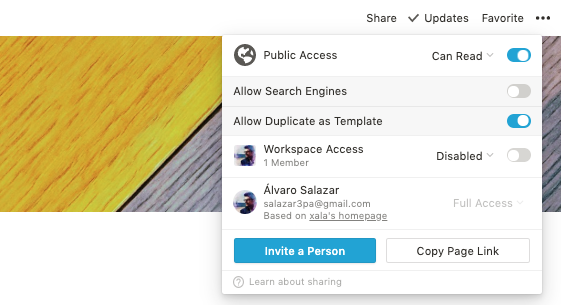 Share Updates Favorite
Public Access Can Read
Allow Search Engines
Allow Duplicate as Template
Workspace Access Disabled
1 Member
Álvaro Salazar
salazar3pa@gmail.com Full Access
Based on xala's homepage
Invite a Person Copy Page Link
Learn about sharing